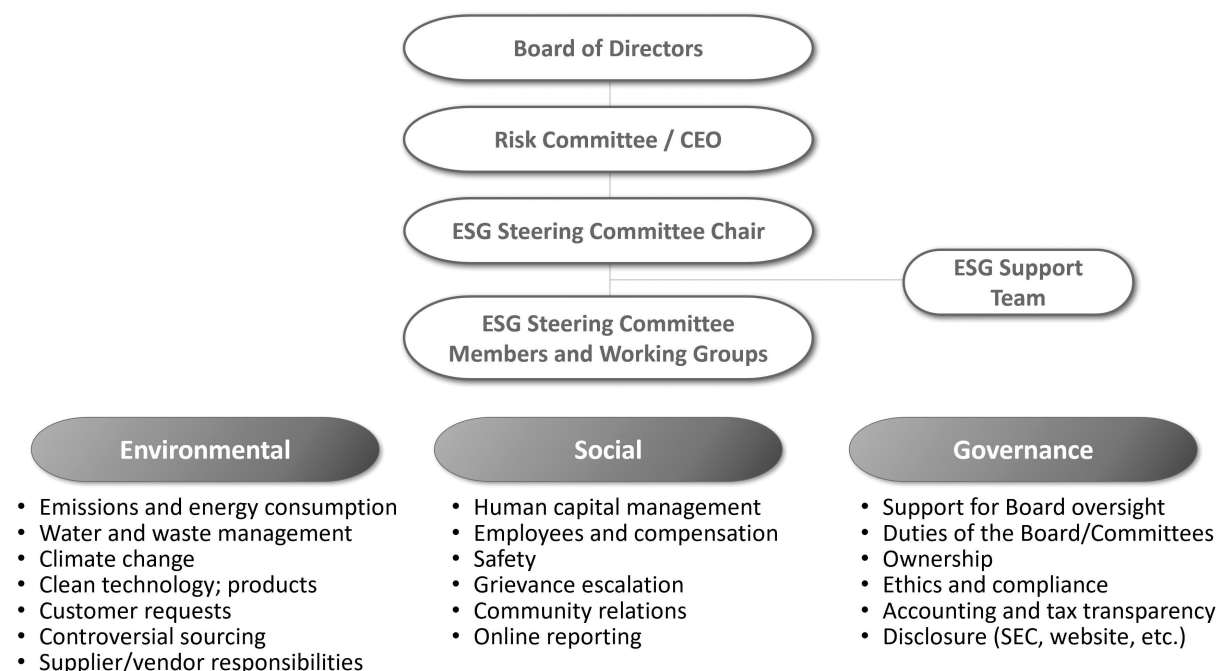 Board of Directors
Risk Committee / CEO
ESG Steering Committee Chair
ESG Support
Team
ESG Steering Committee
Members and Working Groups
Environmental
• Emissions and energy consumption
• Water and waste management
• Climate change
• Clean technology; products
• Customer requests
• Controversial sourcing
• Supplier/vendor responsibilities
Social
• Human capital management
• Employees and compensation
• Safety
• Grievance escalation
• Community relations
• Online reporting
Governance
• Support for Board oversight
• Duties of the Board/Committees
• Ownership
• Ethics and compliance
• Accounting and tax transparency
• Disclosure (SEC, website, etc.)